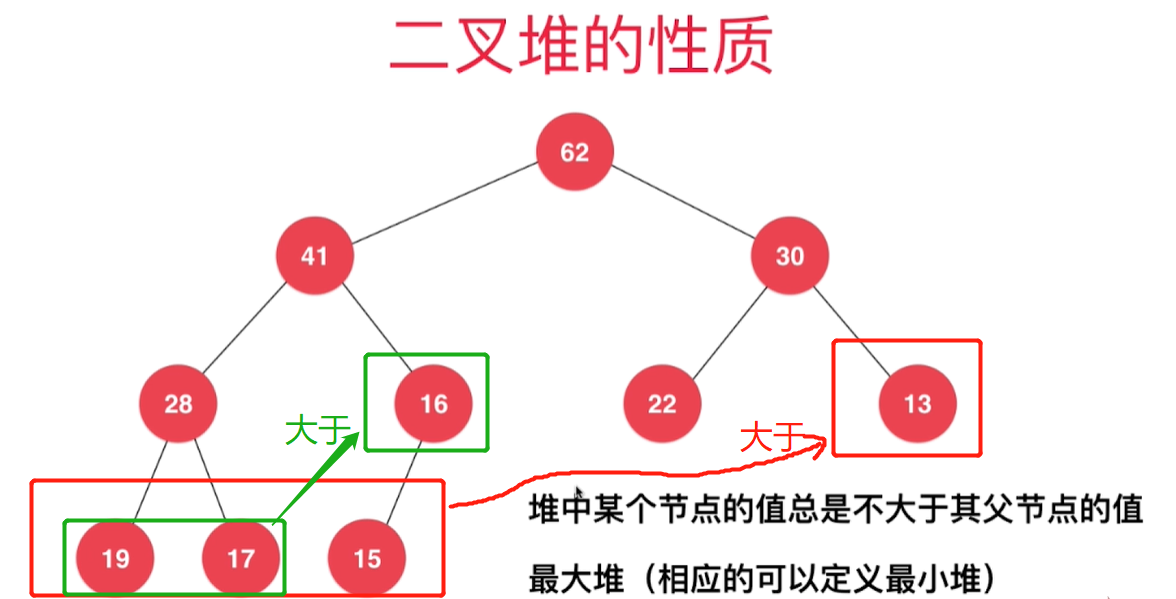 二叉堆的性质
62
41
30
28
16
22
13
大于
大于
19
17
15
堆中某个节点的值总是不大于其父节点的值
最大堆（相应的可以定义最小堆）